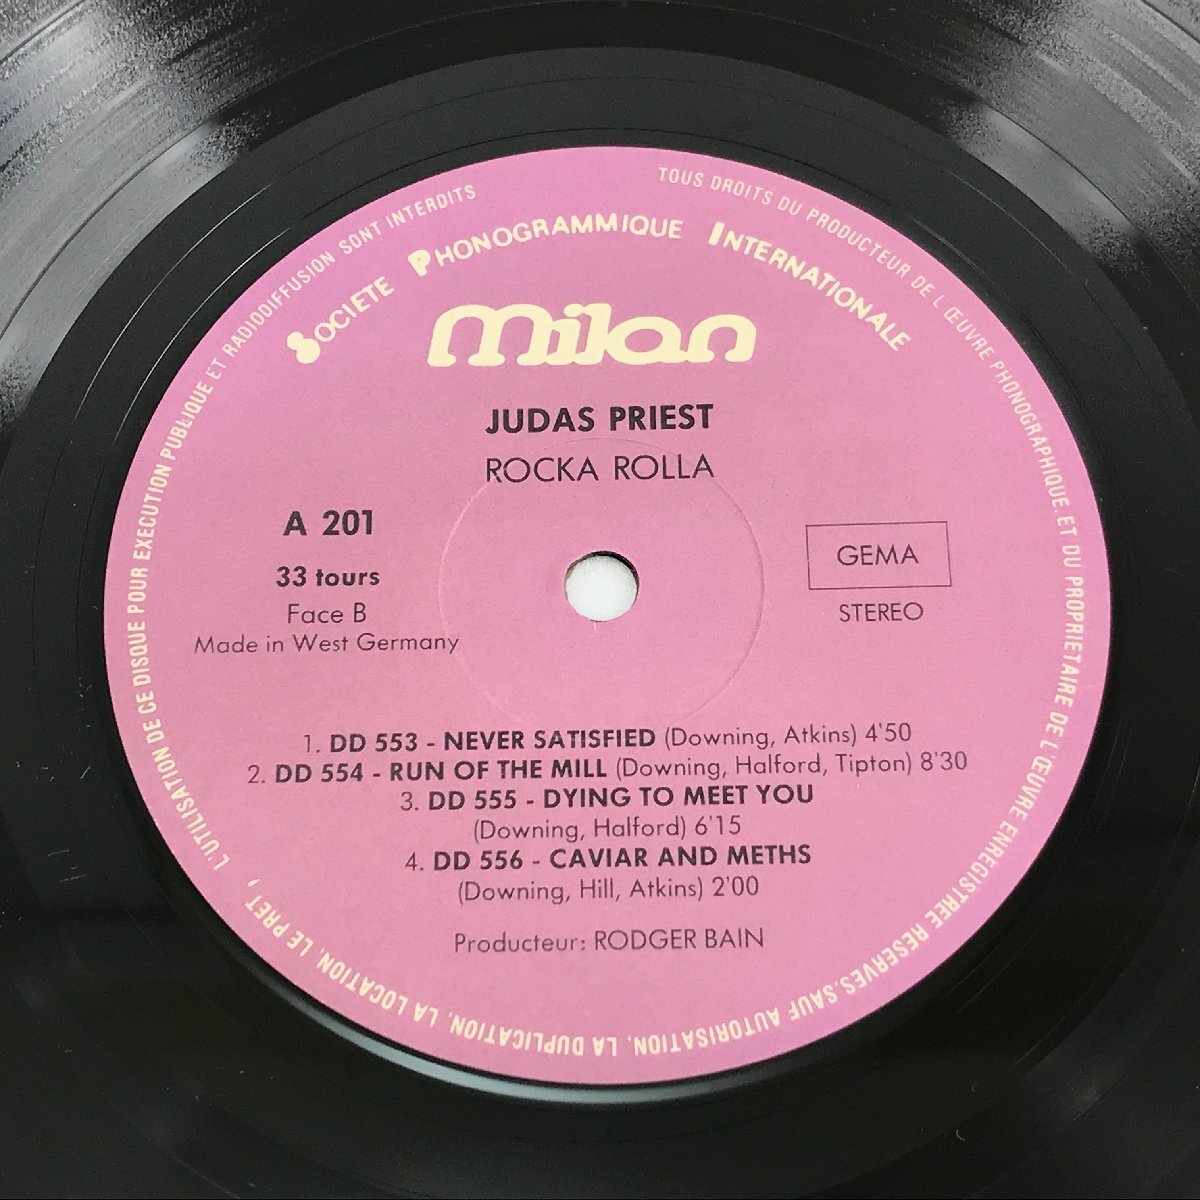 TOUS DROITS DU PRODUCTEUR DE L'ŒUVRE PHONOGRAPHIQUE ET DU PROPRIETAIRE DE L'ŒUVRE ENREGISTREE RESERVES. SAUF AUTORISATION, LA DUPLICATION, LA LOCATION, LE PRET, L'UTILISATION DE CE DISQUE POUR EXECUTION PUBLIQUE ET RADIODIFFUSION SONT INTERDITS
SOCIETE PHONOGRAMMIQUE INTERNATIONALE
milan
JUDAS PRIEST
ROCKA ROLLA
A 201
33 tours
Face B
Made in West Germany
GEMA
STEREO
1. DD 553 - NEVER SATISFIED (Downing, Atkins) 4'50
2. DD 554 - RUN OF THE MILL (Downing, Halford, Tipton) 8'30
3. DD 555 - DYING TO MEET YOU
(Downing, Halford) 6'15
4. DD 556 - CAVIAR AND METHS
(Downing, Hill, Atkins) 2'00
Producteur: RODGER BAIN